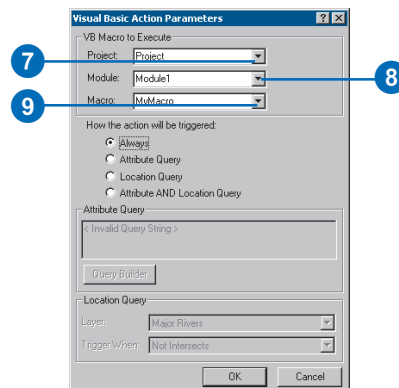 Visual Basic Action Parameters
VB Macro to Execute
7
Project: Project
Module: Module1
8
9
Macro: MyMacro
How the action will be triggered:
Always
Attribute Query
Location Query
Attribute AND Location Query
Attribute Query
< Invalid Query String >
Query Builder
Location Query
Layer: Major Rivers
Trigger When: Not Intersects
OK Cancel